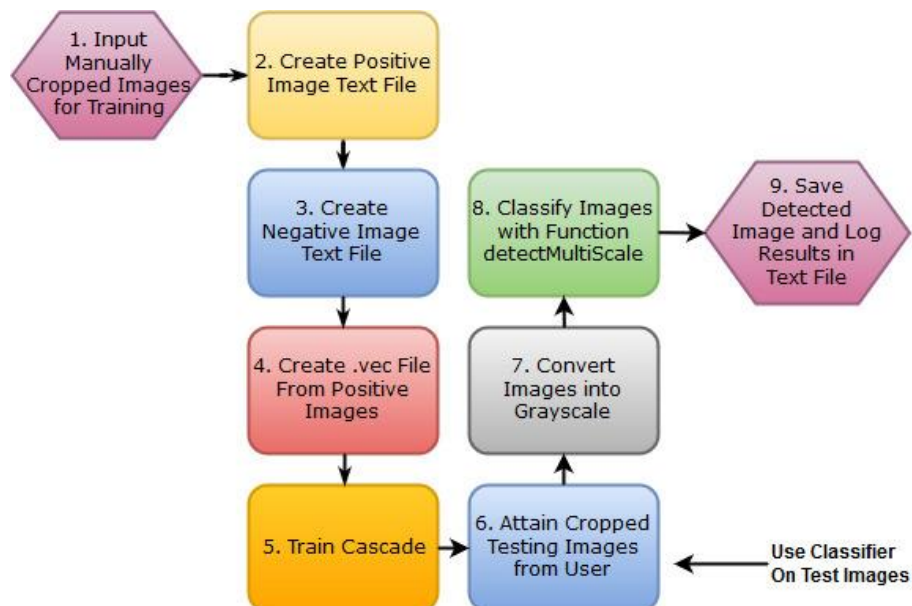 1. Input
Manually
Cropped Images
for Training
2. Create Positive
Image Text File
3. Create
Negative Image
Text File
4. Create .vec File
From Positive
Images
5. Train Cascade
6. Attain Cropped
Testing Images
from User
Use Classifier
On Test Images
7. Convert
Images into
Grayscale
8. Classify Images
with Function
detectMultiScale
9. Save
Detected
Image and Log
Results in
Text File